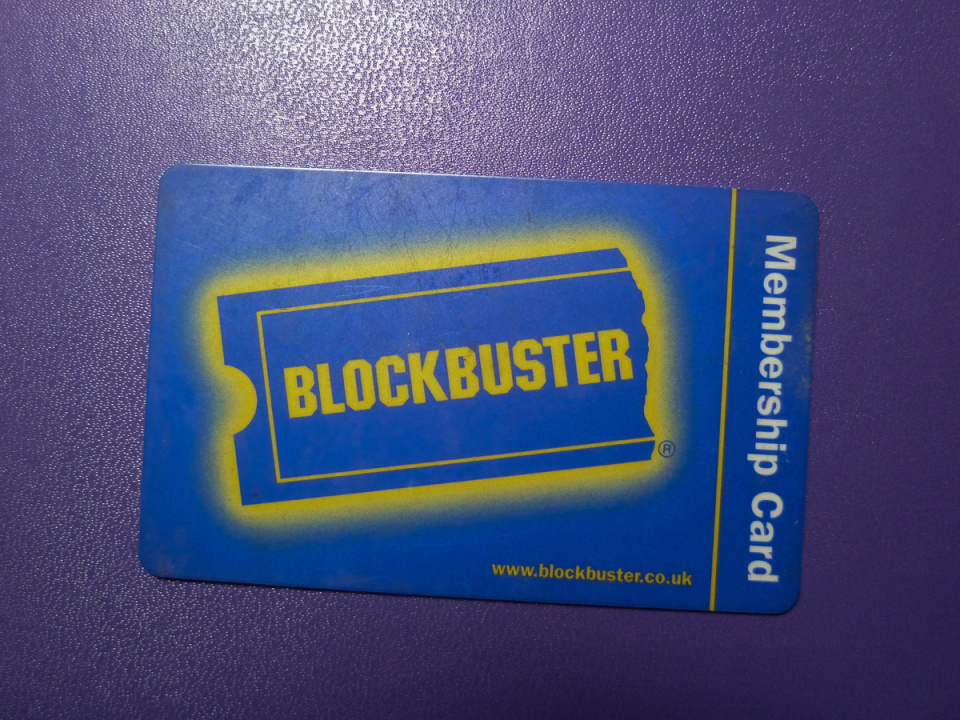 BLOCKBUSTER
®
www.blockbuster.co.uk
Membership Card